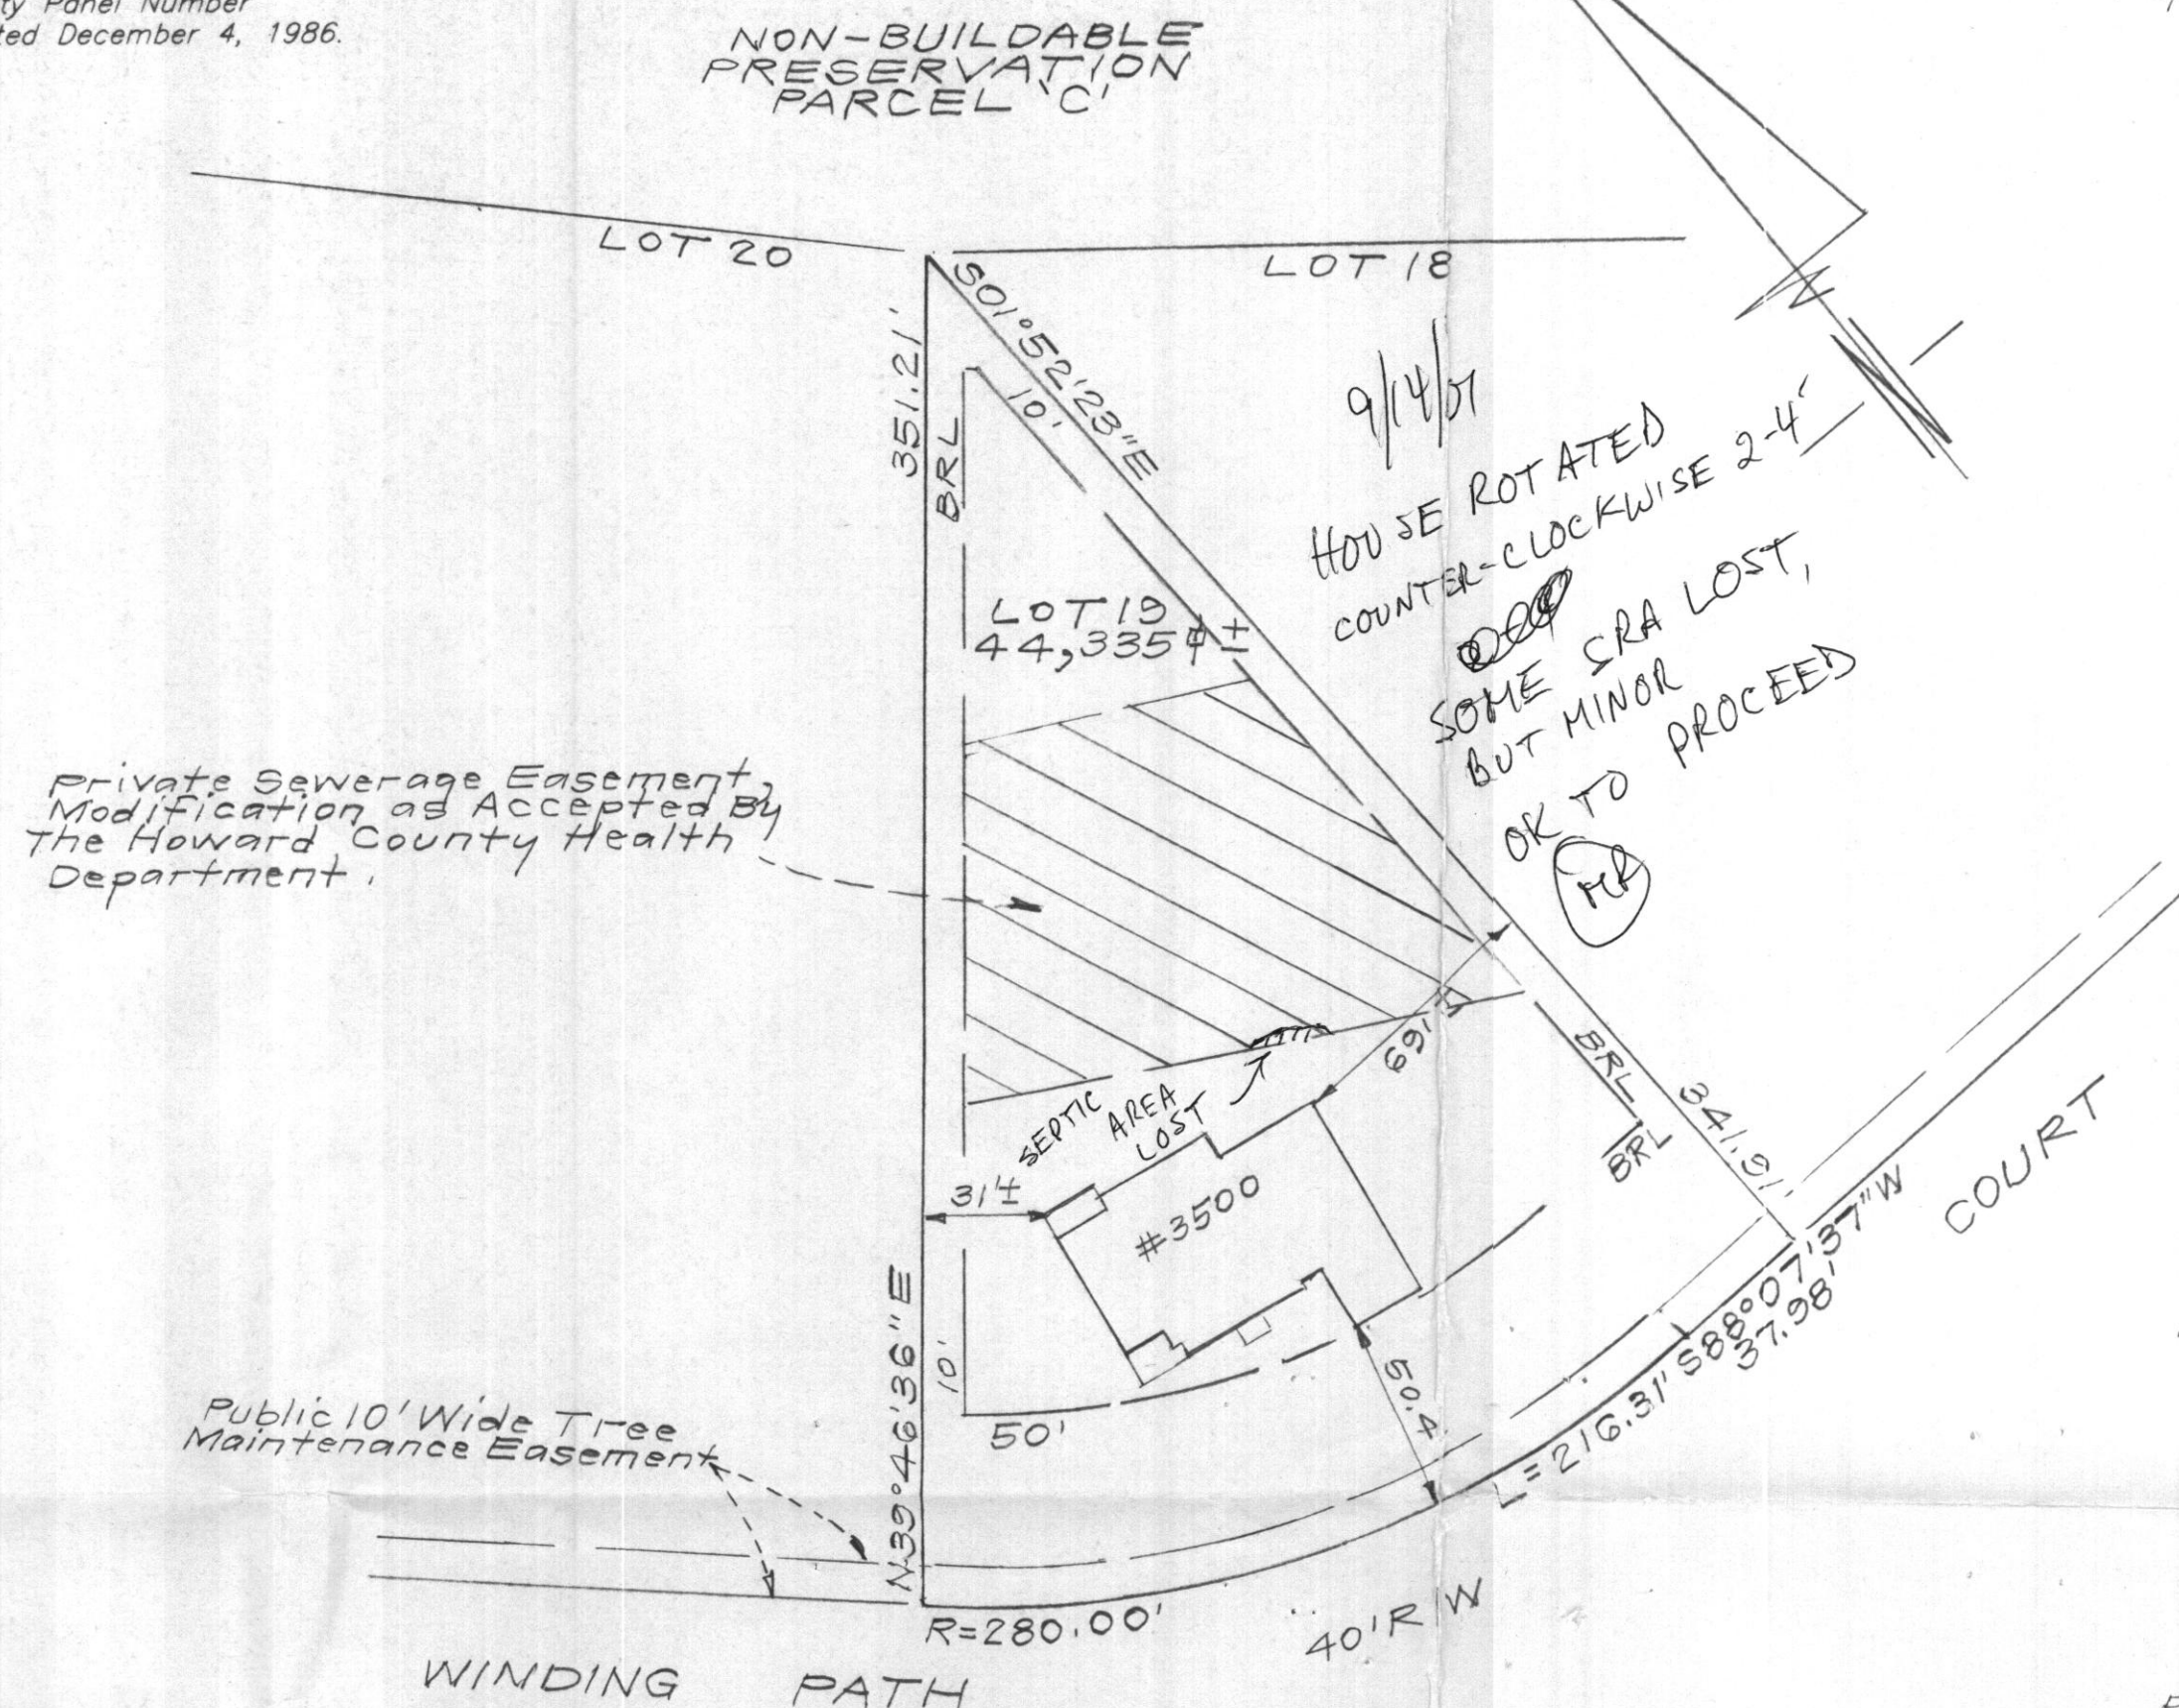 ty Panel Number
ted December 4, 1986.
NON-BUILDABLE
PRESERVATION
PARCEL 'C'
LOT 20
LOT 18
S01°52'23"E
351.21'
BRL
10'
9/14/01
HOUSE ROTATED
COUNTER-CLOCKWISE 2-4'
SOME SRA LOST,
BUT MINOR
OK TO PROCEED
MR
LOT 19
44,335 ±
Private Sewerage Easement,
Modification as Accepted By
The Howard County Health
Department.
69'±
SEPTIC
AREA
LOST
BRL
BRL
341.91'
31'±
#3500
COURT
N39°46'36"E
10'
50'
50.4
S88°07'37"W
37.98'
L=216.31'
Public 10' Wide Tree
Maintenance Easement
R=280.00'
40' R/W
WINDING PATH